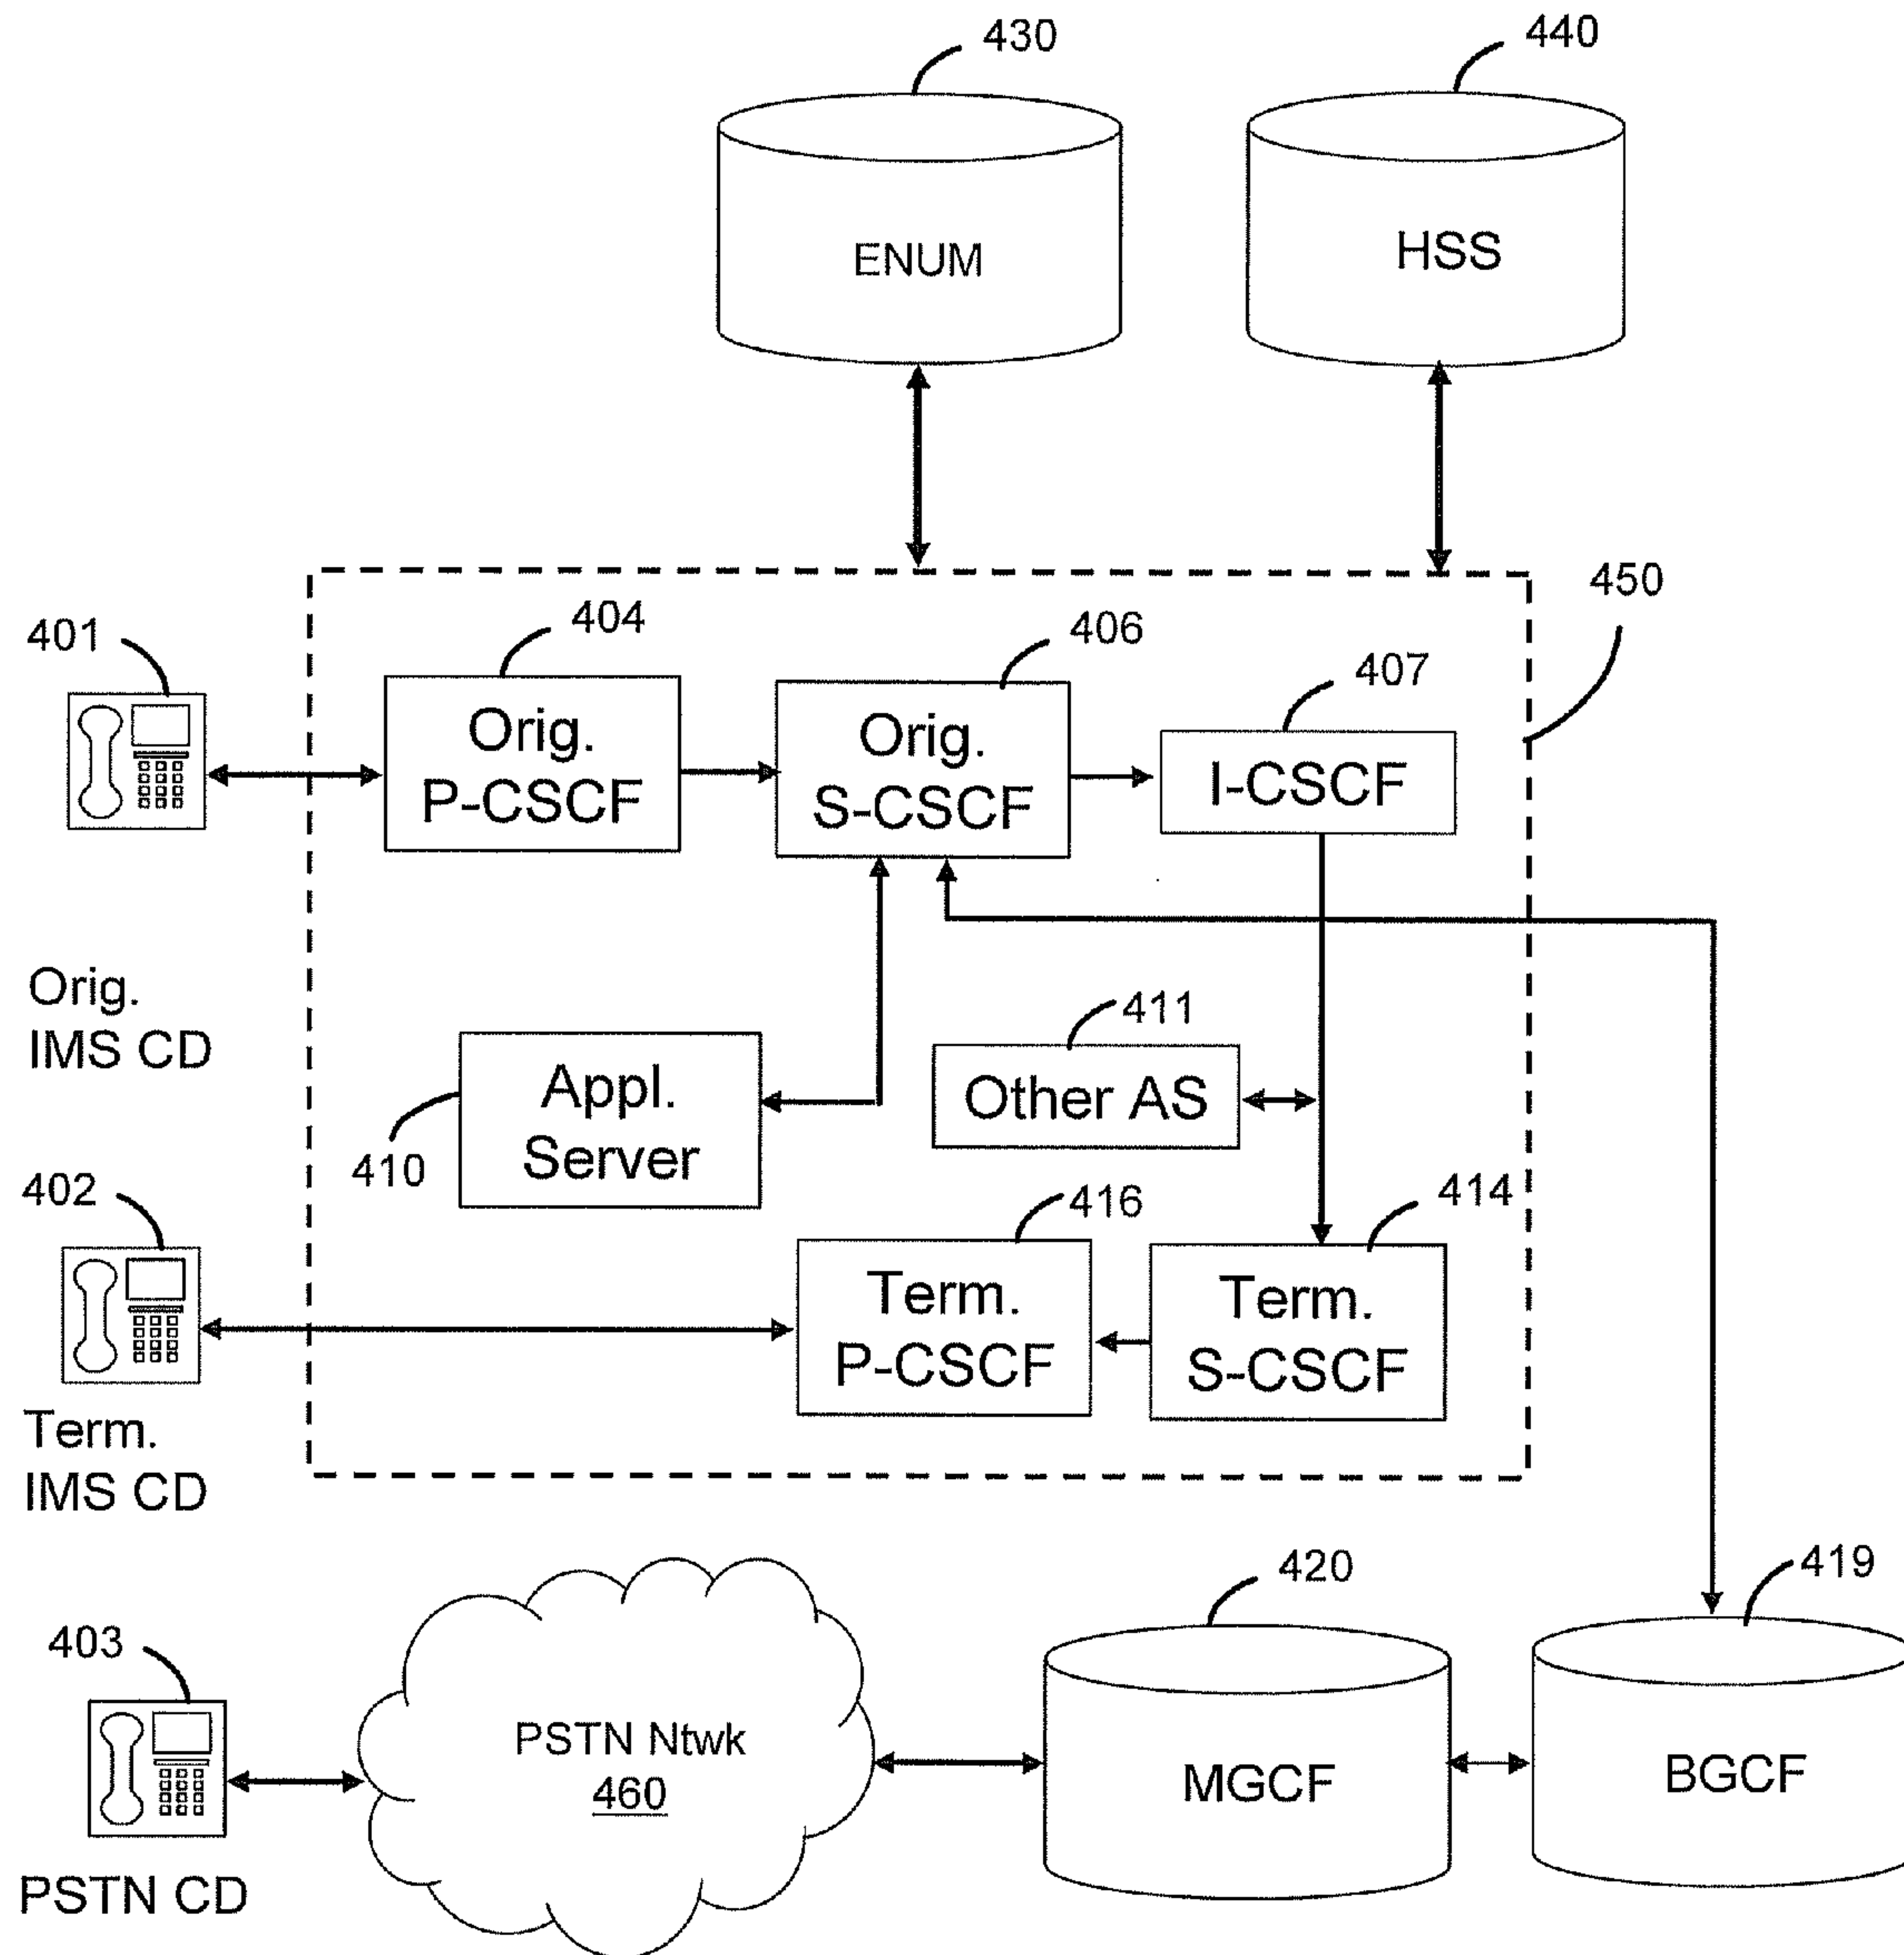 430
440
ENUM
HSS
450
401
404
406
407
Orig.
P-CSCF
Orig.
S-CSCF
I-CSCF
Orig.
IMS CD
411
Appl.
Server
Other AS
410
402
416
414
Term.
P-CSCF
Term.
S-CSCF
Term.
IMS CD
420
419
403
PSTN Ntwk
460
MGCF
BGCF
PSTN CD